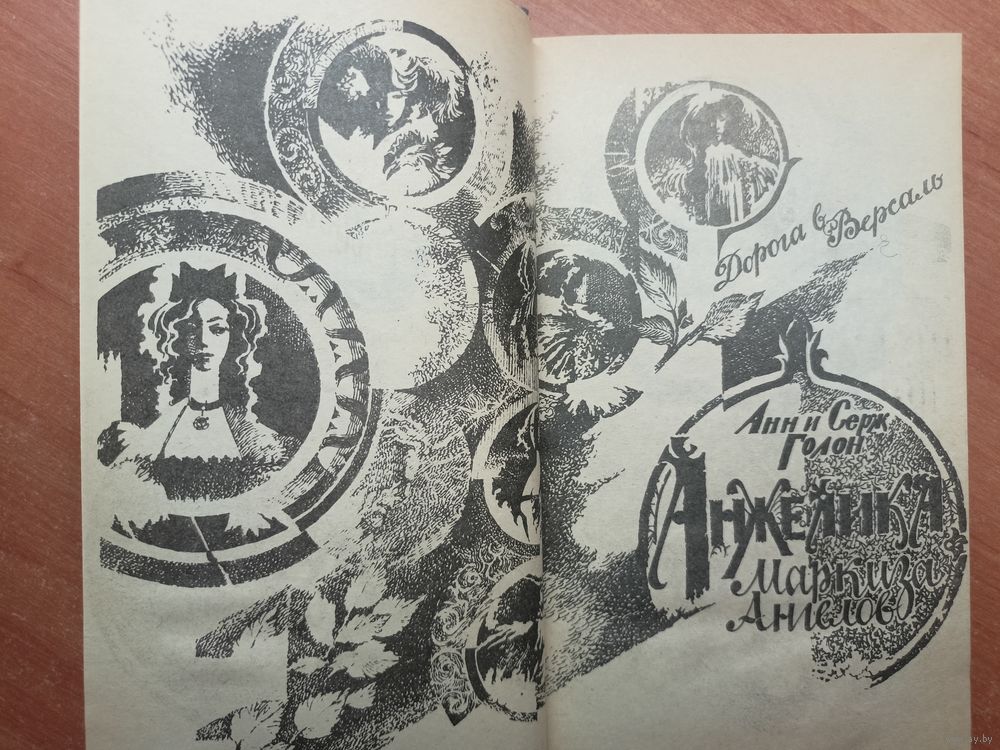 Дорога в Версаль
Анн и Серж
Голон
Анжелика
Маркиза
Ангелов